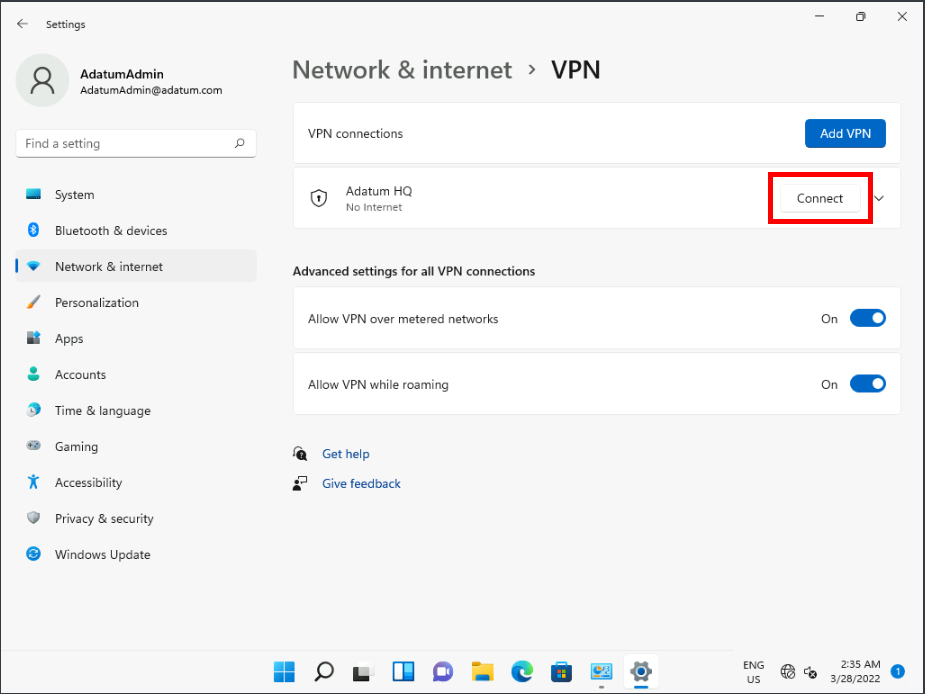 Settings
AdatumAdmin
AdatumAdmin@adatum.com
Find a setting
System
Bluetooth & devices
Network & internet
Personalization
Apps
Accounts
Time & language
Gaming
Accessibility
Privacy & security
Windows Update
Network & internet › VPN
VPN connections
Add VPN
Adatum HQ
No Internet
Connect
Advanced settings for all VPN connections
Allow VPN over metered networks
On
Allow VPN while roaming
On
Get help
Give feedback
ENG
US
2:35 AM
3/28/2022
1